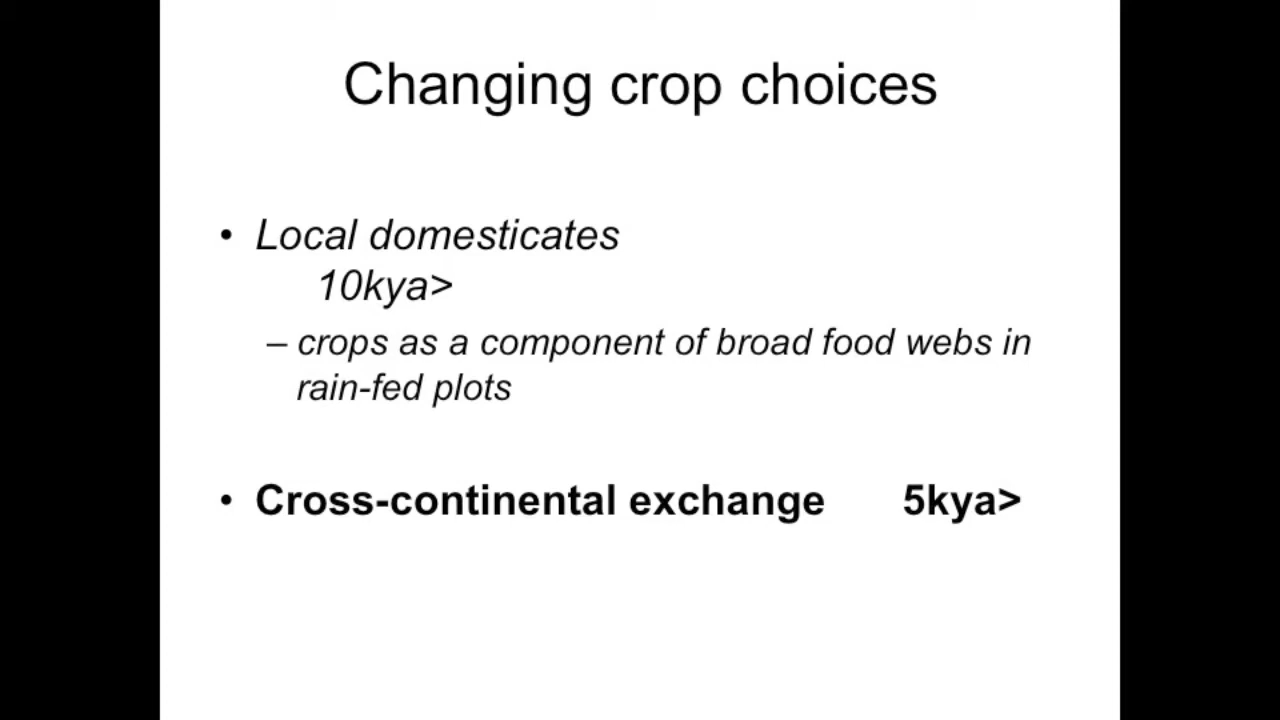 Changing crop choices
• Local domesticates
10kya>
– crops as a component of broad food webs in
rain-fed plots
• Cross-continental exchange 5kya>